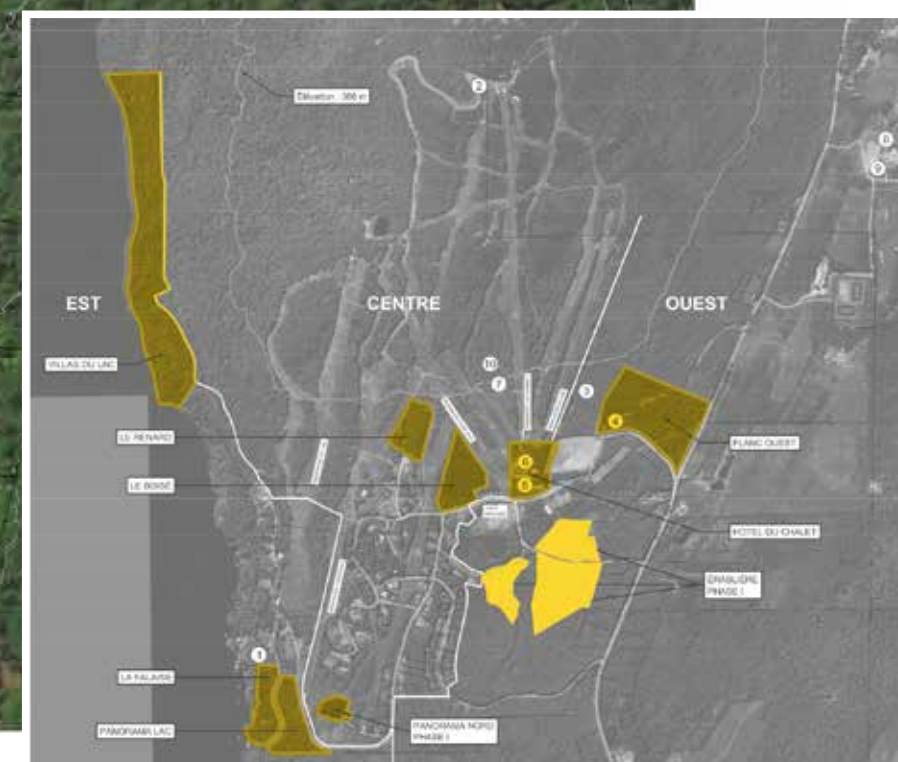 Élévation : 366 m
2
8
9
EST
CENTRE
OUEST
VILLAS DU LAC
10
7
3
4
LE RENARD
FLANC OUEST
6
LE BOISÉ
5
HÔTEL DU CHALET
ÉRABLIÈRE
PHASE I
1
LA FALAISE
PANORAMA LAC
PANORAMA NORD
PHASE I